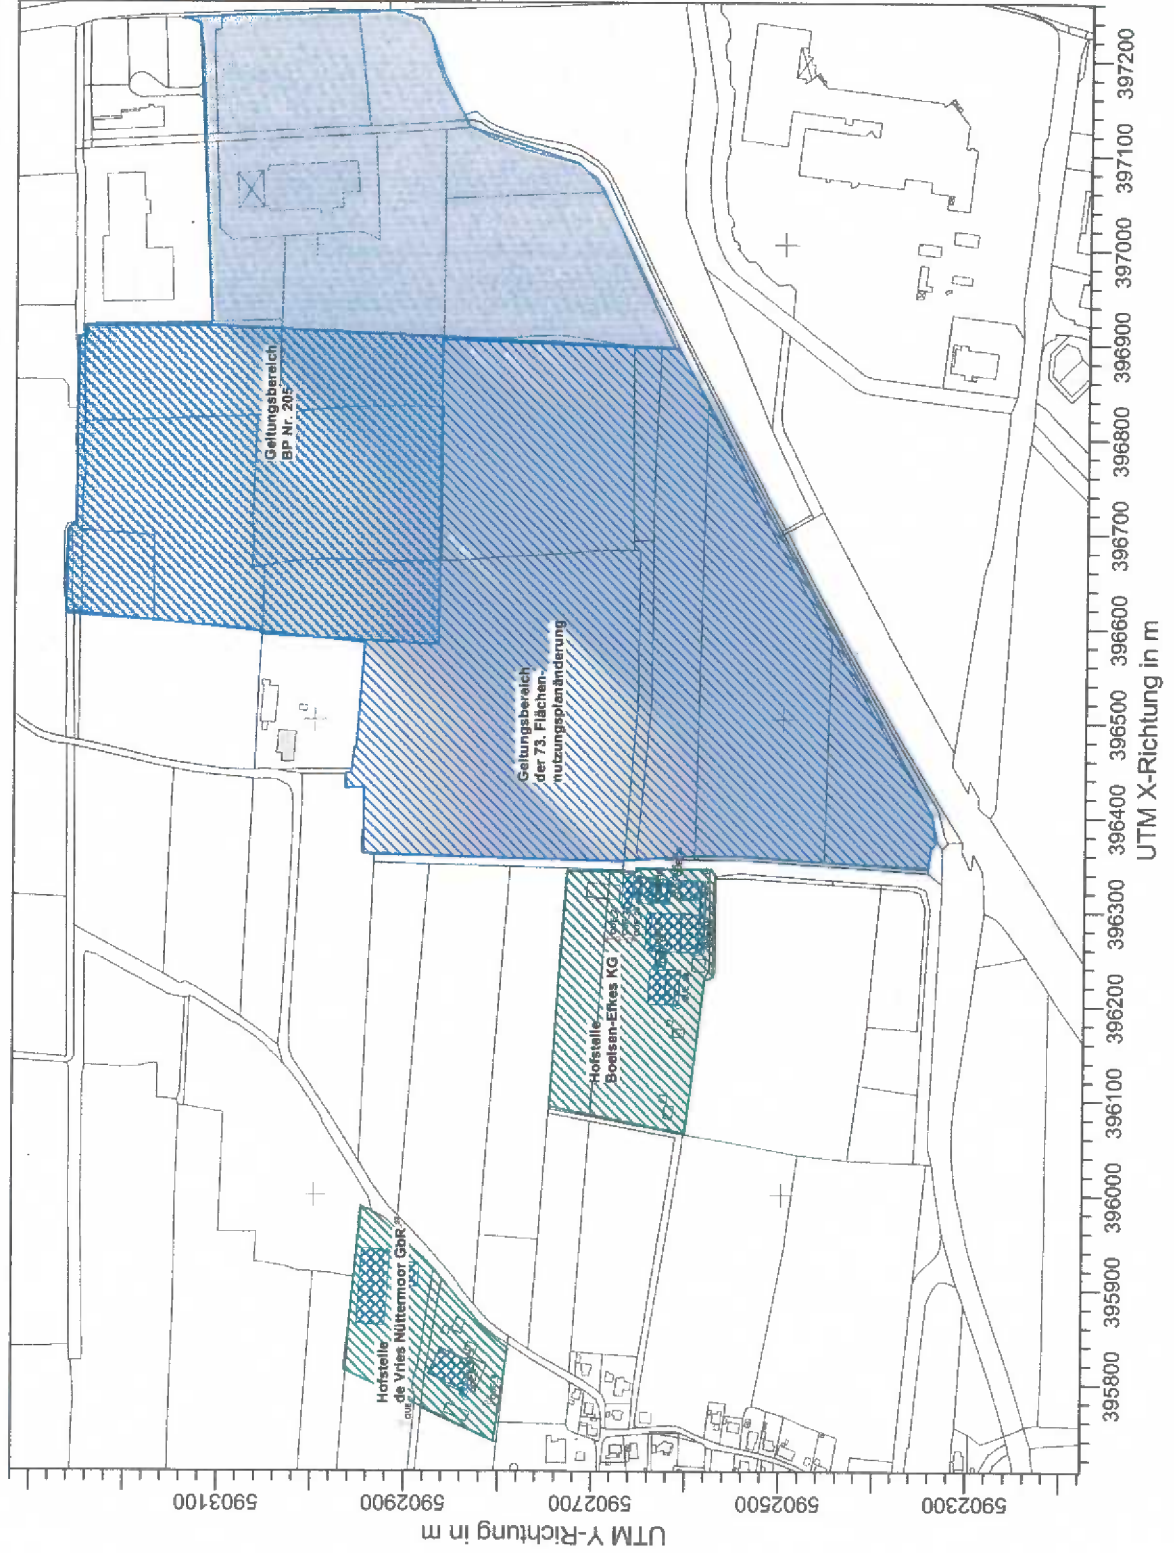 Geltungsbereich
BP Nr. 205
Geltungsbereich
der 73. Flächen-
nutzungsplanänderung
Hofstelle
Boelsen-Efkes KG
Hofstelle
de Vries Nüttermoor GbR
UTM Y-Richtung in m
5903100
5902900
5902700
5902500
5902300
395800
395900
396000
396100
396200
396300
396400
396500
396600
396700
396800
396900
397000
397100
397200
UTM X-Richtung in m